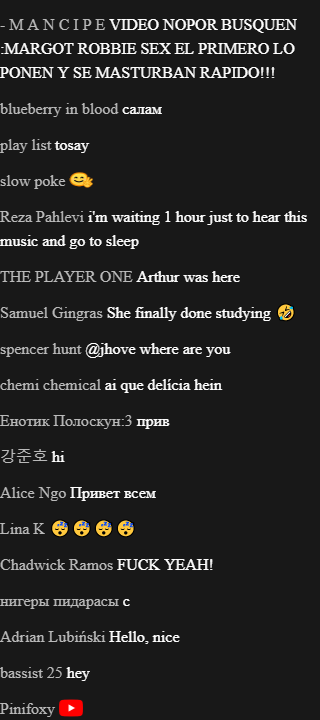 - M A N C I P E VIDEO NOPOR BUSQUEN
:MARGOT ROBBIE SEX EL PRIMERO LO
PONEN Y SE MASTURBAN RAPIDO!!!
blueberry in blood салам
play list tosay
slow poke
Reza Pahlevi i'm waiting 1 hour just to hear this
music and go to sleep
THE PLAYER ONE Arthur was here
Samuel Gingras She finally done studying 🤣
spencer hunt @jhove where are you
chemi chemical ai que delícia hein
Енотик Полоскун:3 прив
강준호 hi
Alice Ngo Привет всем
Lina K 😴 😴 😴 😴
Chadwick Ramos FUCK YEAH!
нигеры пидарасы с
Adrian Lubiński Hello, nice
bassist 25 hey
Pinifoxy